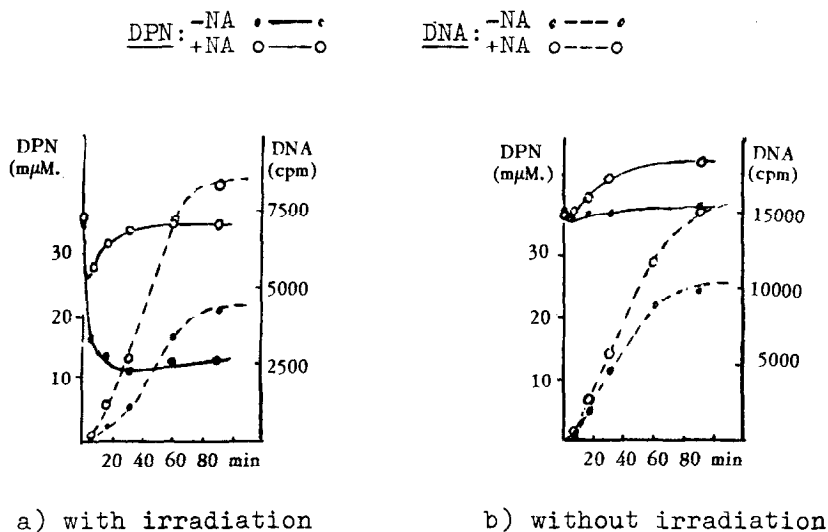 DPN: -NA
+NA
DNA: -NA
+NA
DPN
(mμM.
DNA
(cpm)
30
20
10
7500
5000
2500
20 40 60 80 min
a) with irradiation
DPN
(mμM.)
DNA
(cpm)
30
20
10
15000
10000
5000
20 40 60 80 min
b) without irradiation